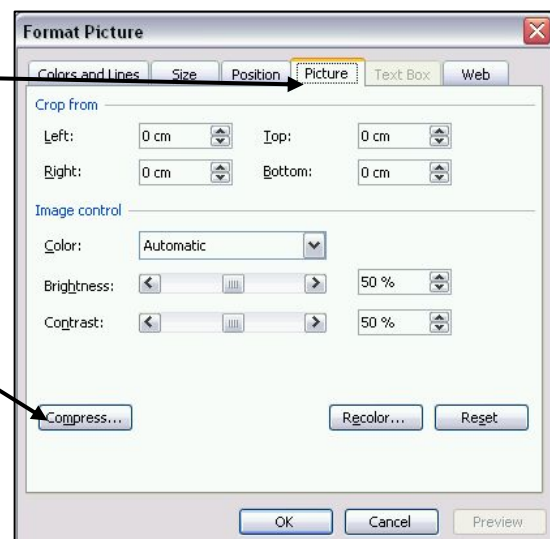 Format Picture
Colors and Lines Size Position Picture Text Box Web
Crop from
Left: 0 cm Top: 0 cm
Right: 0 cm Bottom: 0 cm
Image control
Color: Automatic
Brightness: 50 %
Contrast: 50 %
Compress... Recolor... Reset
OK Cancel Preview